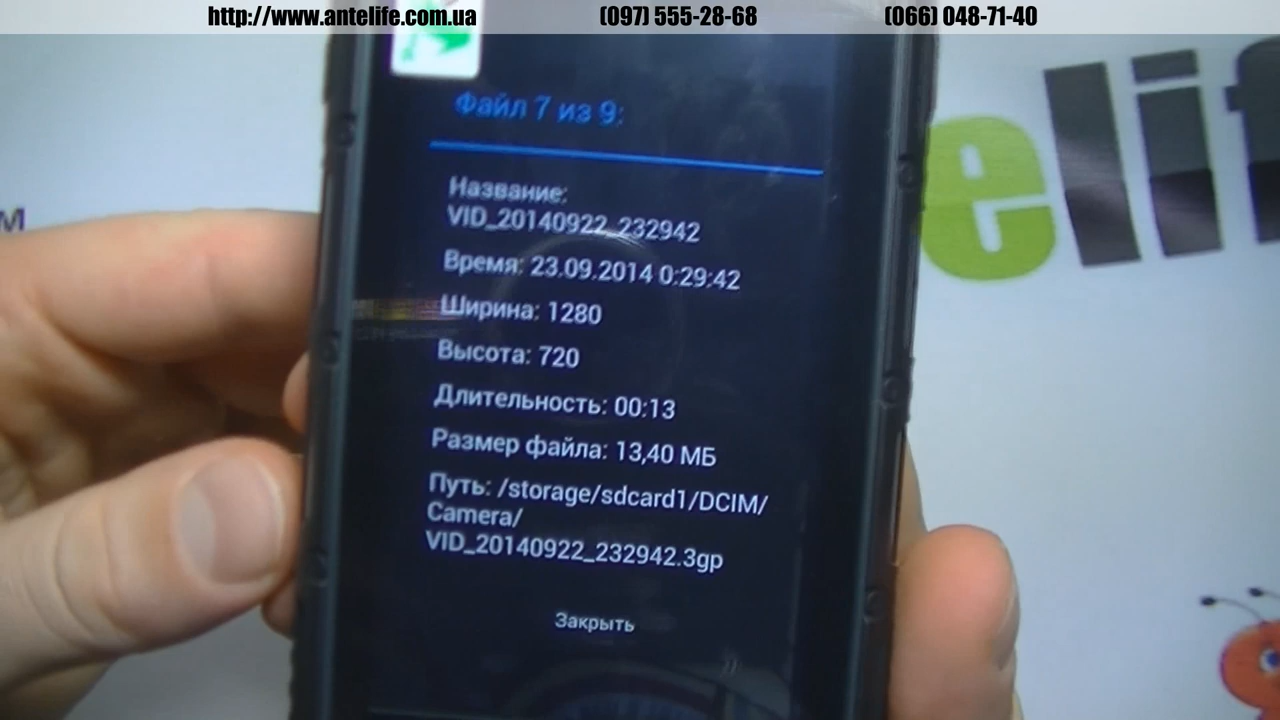 http://www.antelife.com.ua (097) 555-28-68 (066) 048-71-40
Файл 7 из 9:
Название:
VID_20140922_232942
Время: 23.09.2014 0:29:42
Ширина: 1280
Высота: 720
Длительность: 00:13
Размер файла: 13,40 МБ
Путь: /storage/sdcard1/DCIM/
Camera/
VID_20140922_232942.3gp
Закрыть